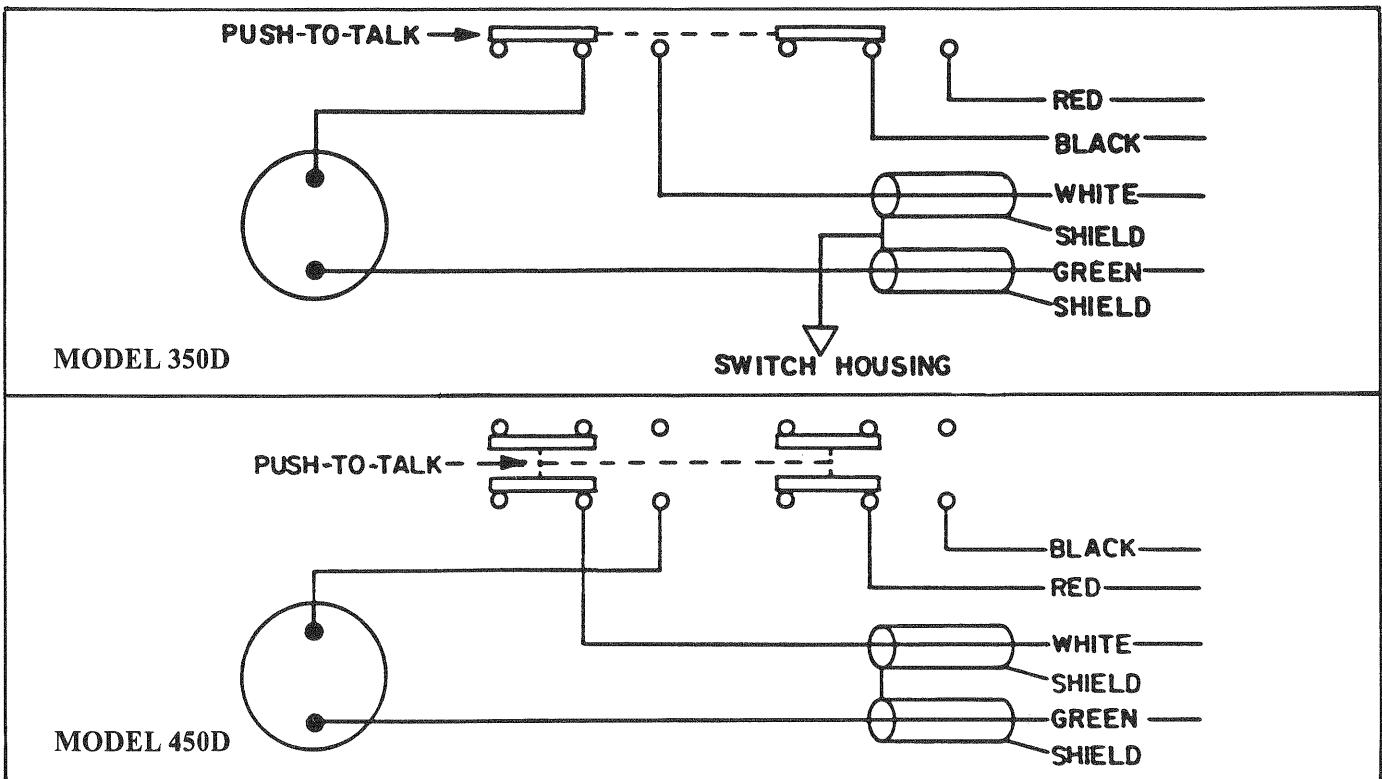 PUSH-TO-TALK
RED
BLACK
WHITE
SHIELD
GREEN
SHIELD
SWITCH HOUSING
MODEL 350D
PUSH-TO-TALK
BLACK
RED
WHITE
SHIELD
GREEN
SHIELD
MODEL 450D